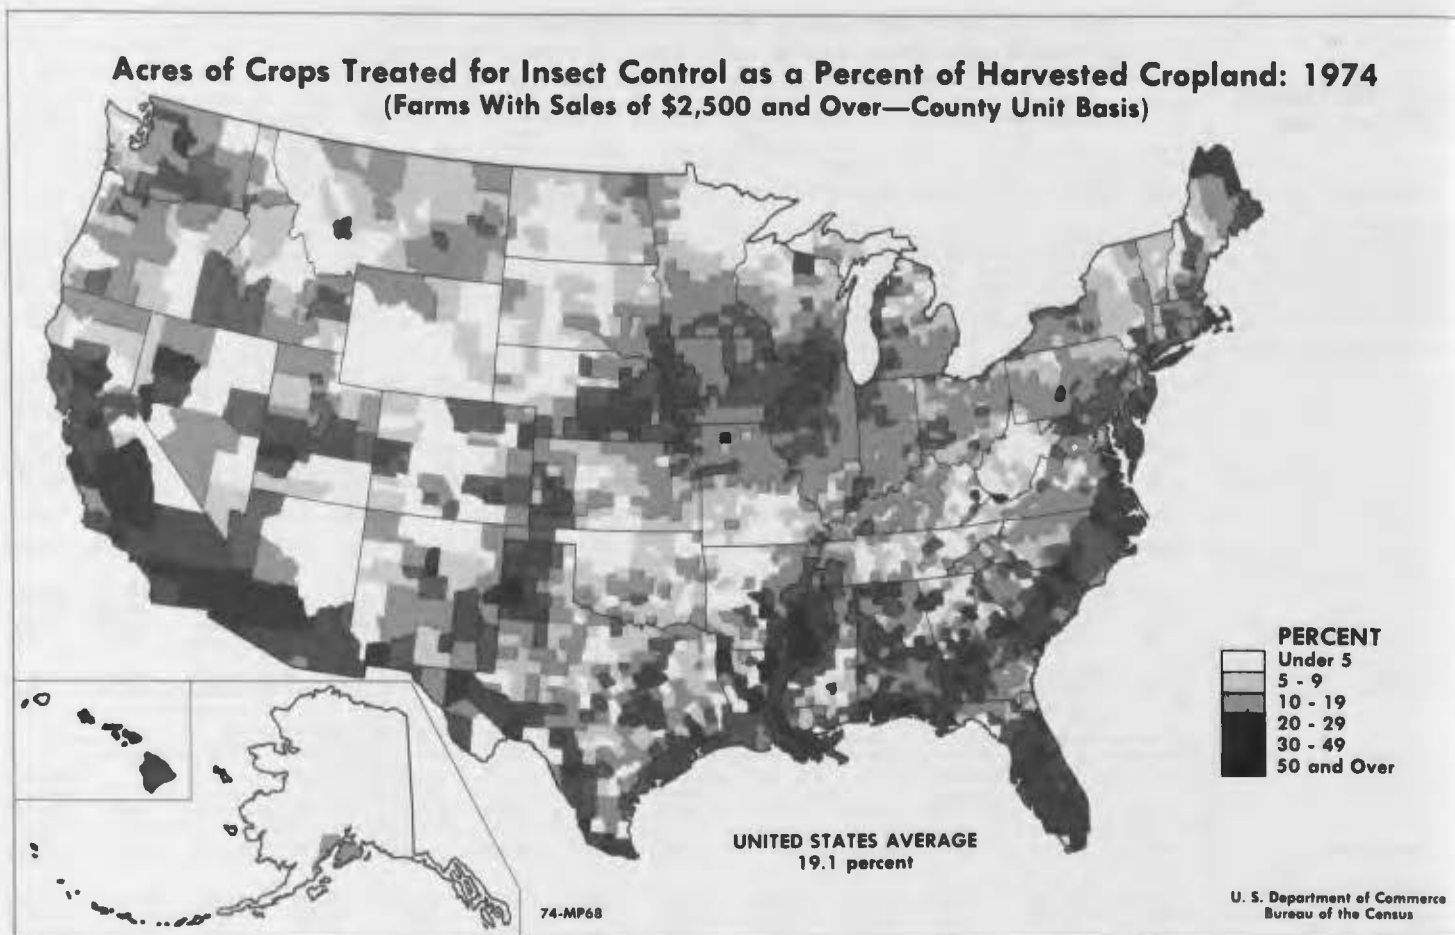 Acres of Crops Treated for Insect Control as a Percent of Harvested Cropland: 1974
(Farms With Sales of $2,500 and Over—County Unit Basis)
PERCENT
Under 5
5 - 9
10 - 19
20 - 29
30 - 49
50 and Over
UNITED STATES AVERAGE
19.1 percent
74-MP68
U. S. Department of Commerce
Bureau of the Census